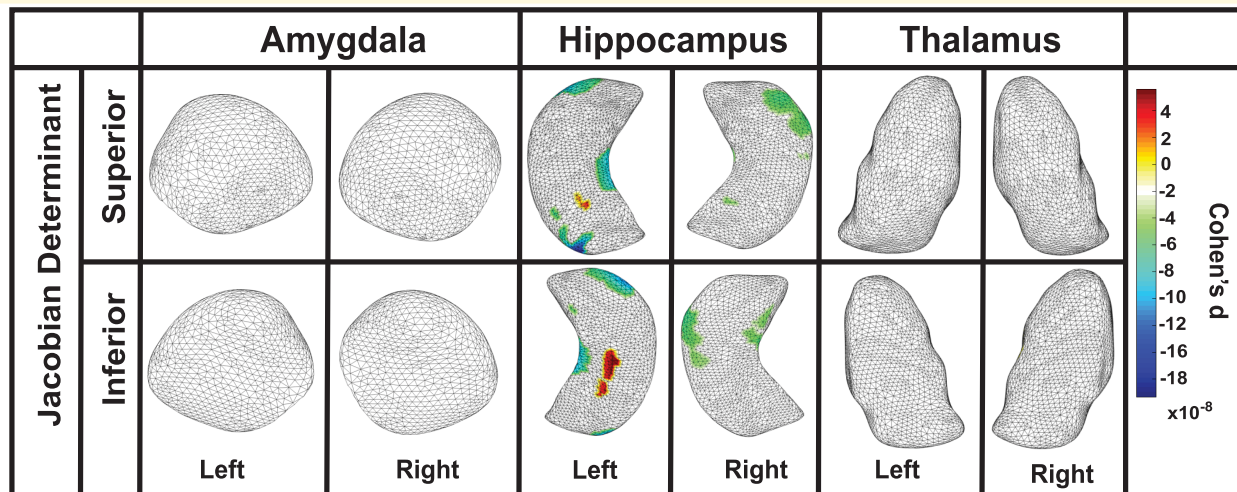 Amygdala Hippocampus Thalamus
Jacobian Determinant
Superior
Inferior
Left Right Left Right Left Right
4
2
0
-2
-4
-6
-8
-10
-12
-14
-16
-18
x10-8
Cohen's d